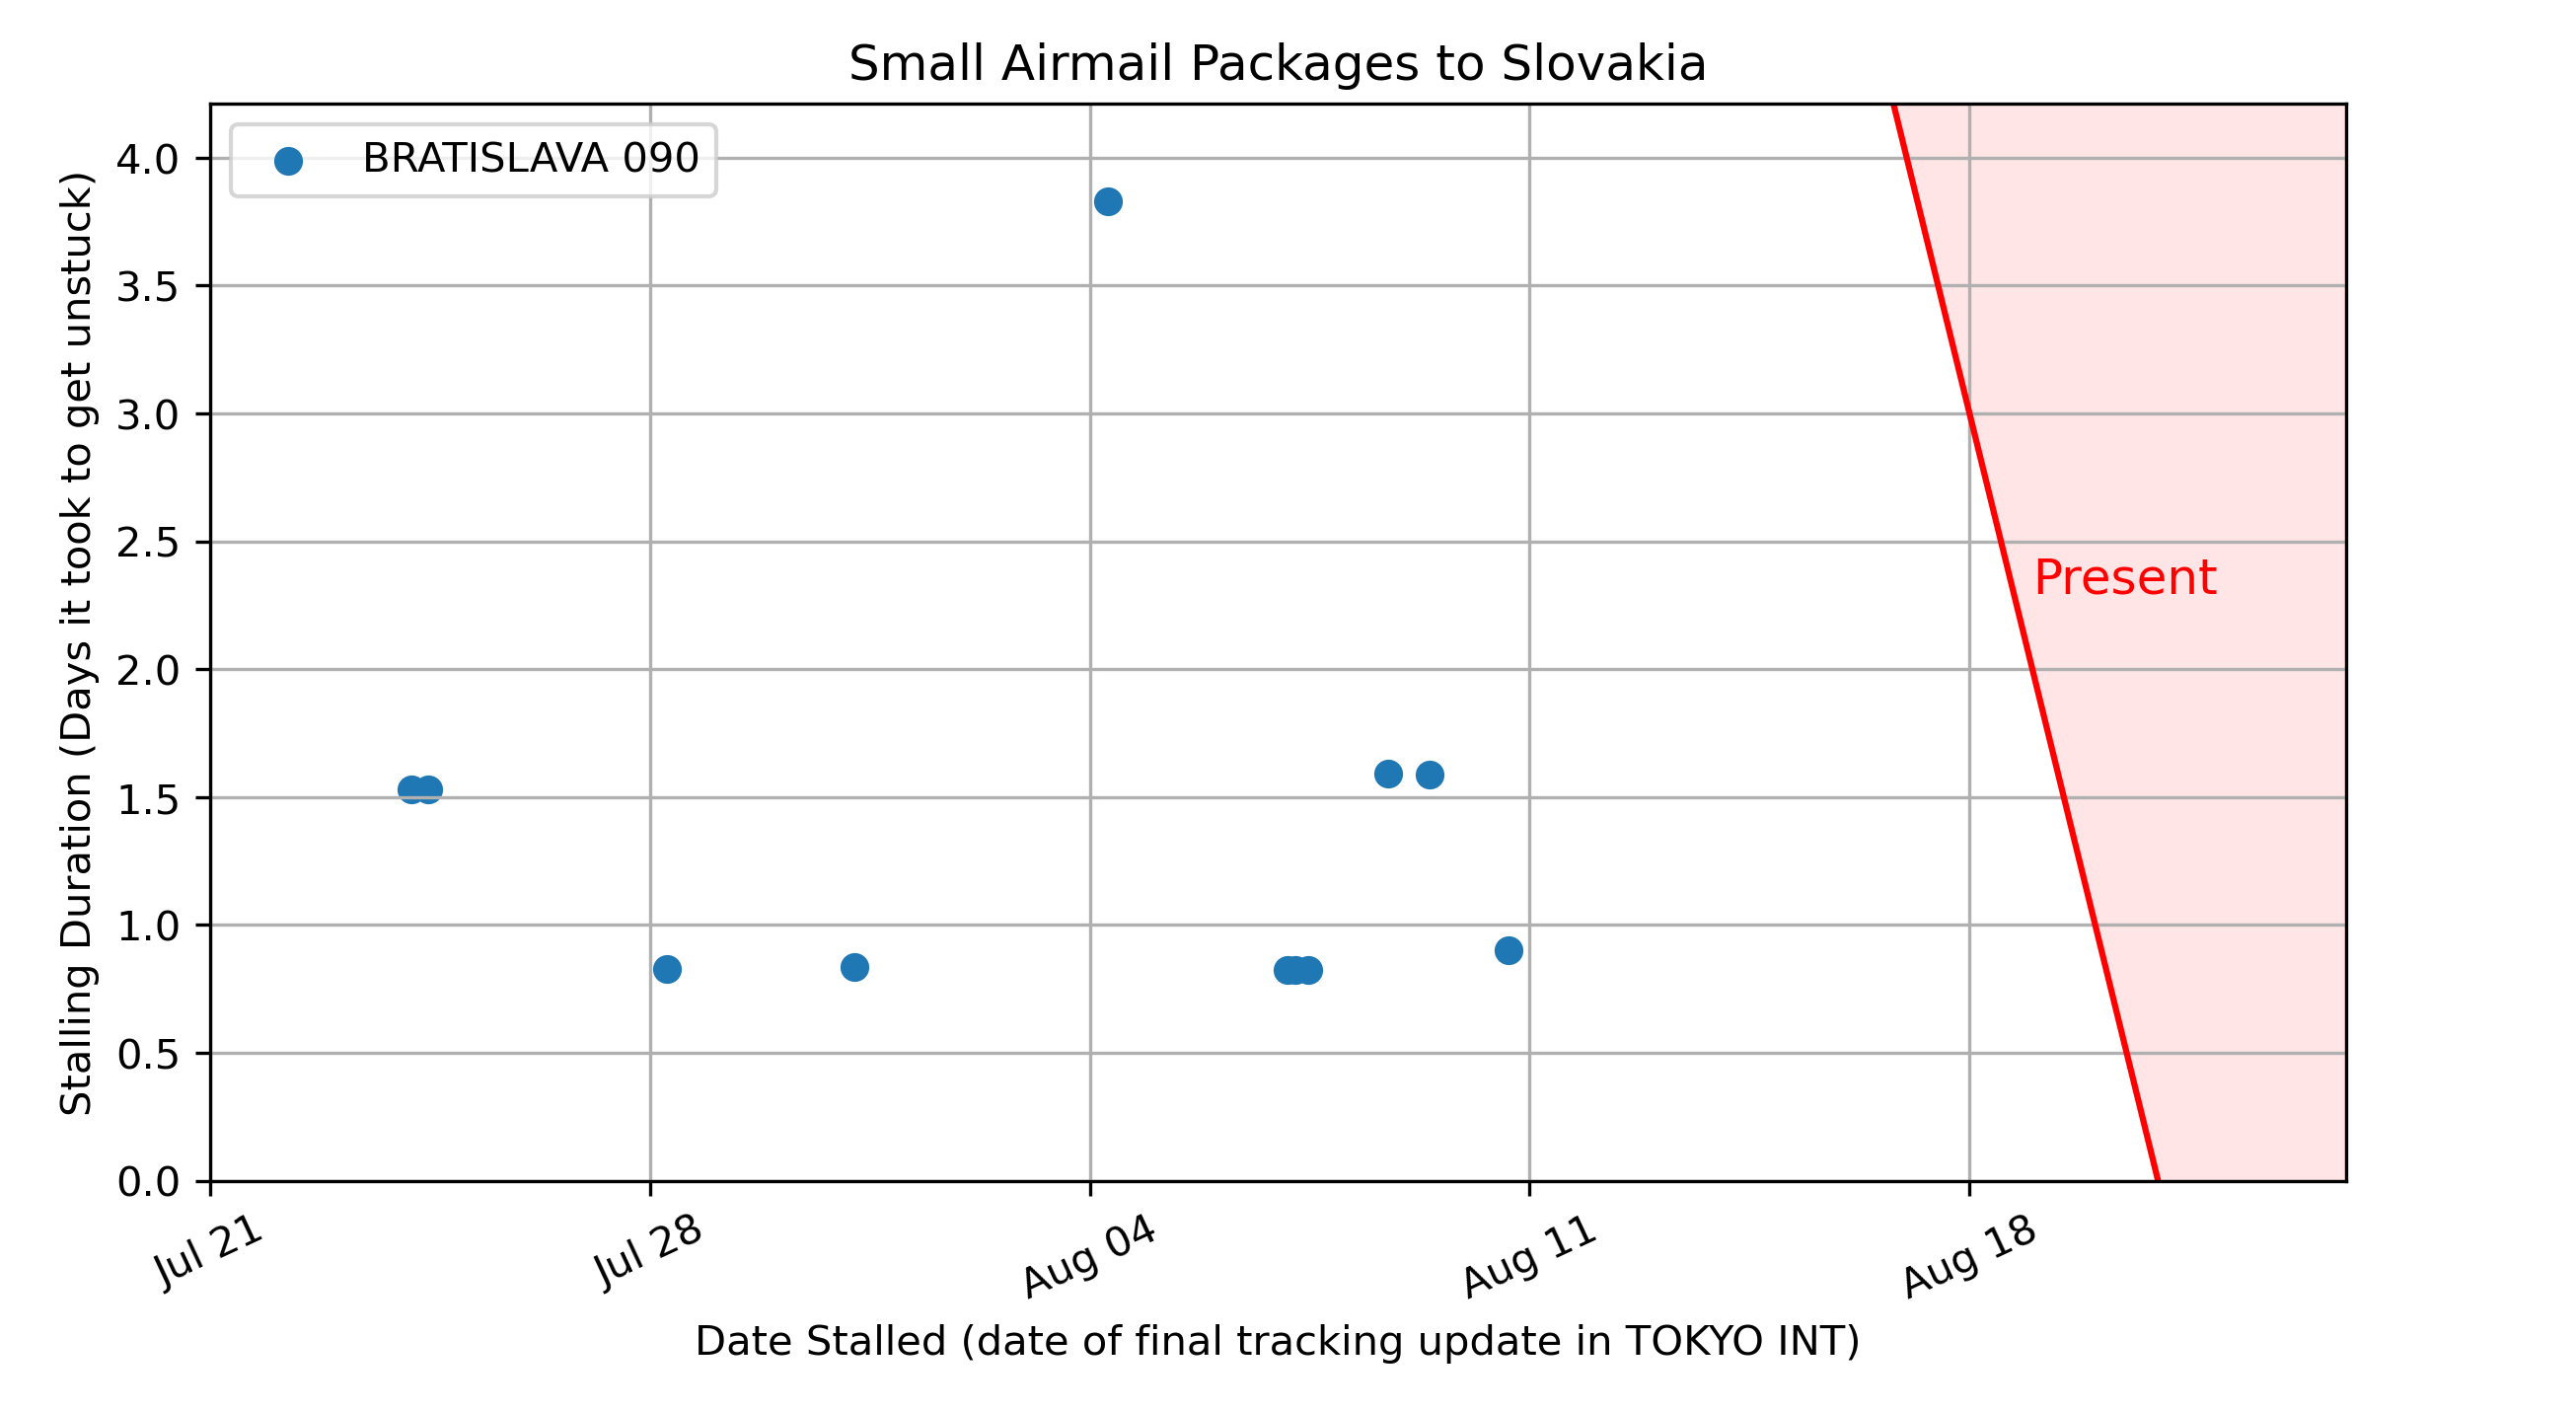 Small Airmail Packages to Slovakia
BRATISLAVA 090
Stalling Duration (Days it took to get unstuck)
4.0
3.5
3.0
2.5
2.0
1.5
1.0
0.5
0.0
Present
Jul 21
Jul 28
Aug 04
Aug 11
Aug 18
Date Stalled (date of final tracking update in TOKYO INT)